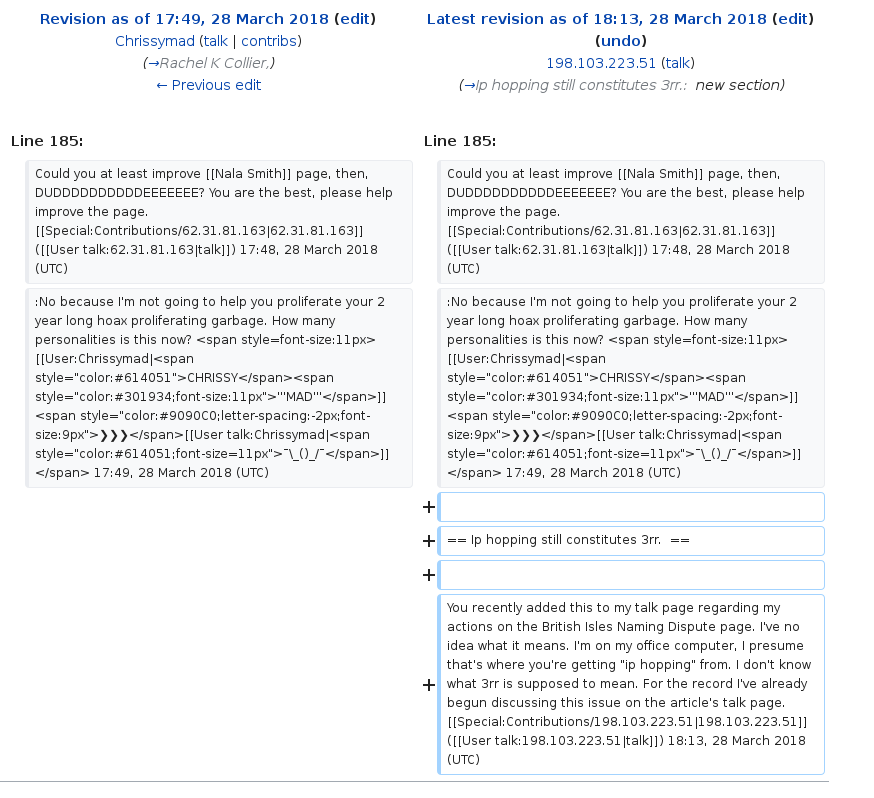 Revision as of 17:49, 28 March 2018 (edit)
Chrissymad (talk | contribs)
(→Rachel K Collier,)
← Previous edit
Latest revision as of 18:13, 28 March 2018 (edit)
(undo)
198.103.223.51 (talk)
(→Ip hopping still constitutes 3rr.: new section)
Line 185:
Line 185:
Could you at least improve [[Nala Smith]] page, then,
DUDDDDDDDDDDEEEEEEE? You are the best, please help
improve the page.
[[Special:Contributions/62.31.81.163|62.31.81.163]]
([[User talk:62.31.81.163|talk]]) 17:48, 28 March 2018
(UTC)
Could you at least improve [[Nala Smith]] page, then,
DUDDDDDDDDDDEEEEEEE? You are the best, please help
improve the page.
[[Special:Contributions/62.31.81.163|62.31.81.163]]
([[User talk:62.31.81.163|talk]]) 17:48, 28 March 2018
(UTC)
:No because I'm not going to help you proliferate your 2
year long hoax proliferating garbage. How many
personalities is this now? <span style=font-size:11px>
[[User:Chrissymad|<span
style="color:#614051">CHRISSY</span><span
style="color:#301934;font-size:11px">'''MAD'''</span>]]
<span style="color:#9090C0;letter-spacing:-2px;font-
size:9px">❯❯❯</span>[[User talk:Chrissymad|<span
style="color:#614051;font-size=11px">¯\_()_/¯</span>]]
</span> 17:49, 28 March 2018 (UTC)
:No because I'm not going to help you proliferate your 2
year long hoax proliferating garbage. How many
personalities is this now? <span style=font-size:11px>
[[User:Chrissymad|<span
style="color:#614051">CHRISSY</span><span
style="color:#301934;font-size:11px">'''MAD'''</span>]]
<span style="color:#9090C0;letter-spacing:-2px;font-
size:9px">❯❯❯</span>[[User talk:Chrissymad|<span
style="color:#614051;font-size=11px">¯\_()_/¯</span>]]
</span> 17:49, 28 March 2018 (UTC)
+
+ == Ip hopping still constitutes 3rr.  ==
+
+ You recently added this to my talk page regarding my
actions on the British Isles Naming Dispute page. I've no
idea what it means. I'm on my office computer, I presume
that's where you're getting "ip hopping" from. I don't know
what 3rr is supposed to mean. For the record I've already
begun discussing this issue on the article's talk page.
[[Special:Contributions/198.103.223.51|198.103.223.51]]
([[User talk:198.103.223.51|talk]]) 18:13, 28 March 2018
(UTC)